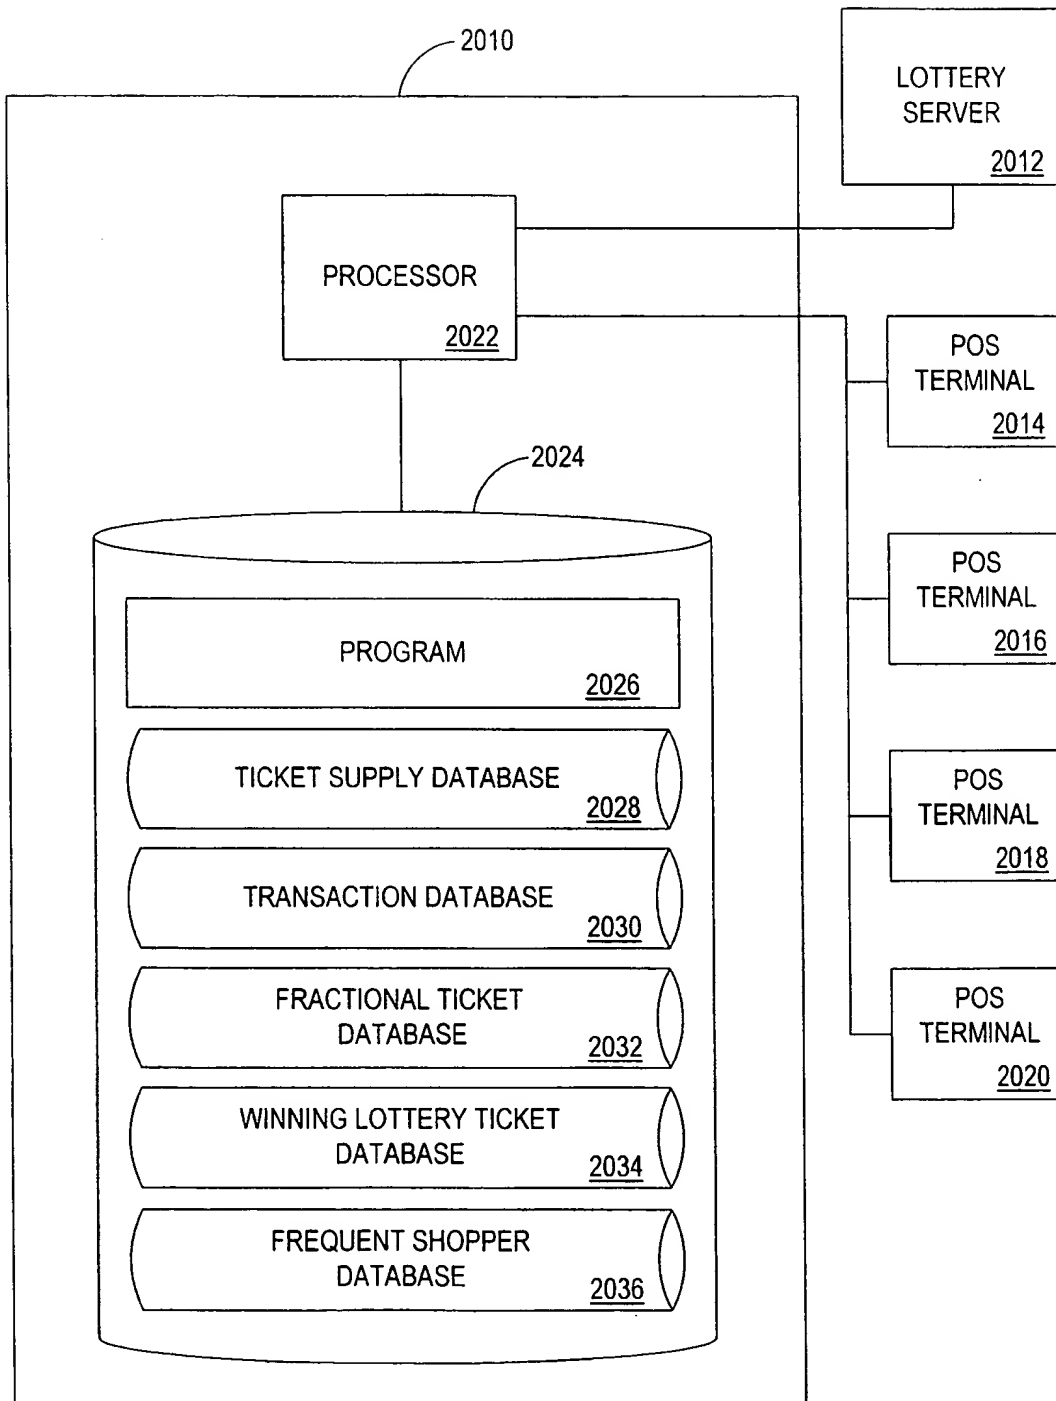 2010
LOTTERY
SERVER
2012
PROCESSOR
2022
POS
TERMINAL
2014
2024
POS
TERMINAL
2016
PROGRAM
2026
TICKET SUPPLY DATABASE
2028
POS
TERMINAL
2018
TRANSACTION DATABASE
2030
FRACTIONAL TICKET
DATABASE
2032
POS
TERMINAL
2020
WINNING LOTTERY TICKET
DATABASE
2034
FREQUENT SHOPPER
DATABASE
2036